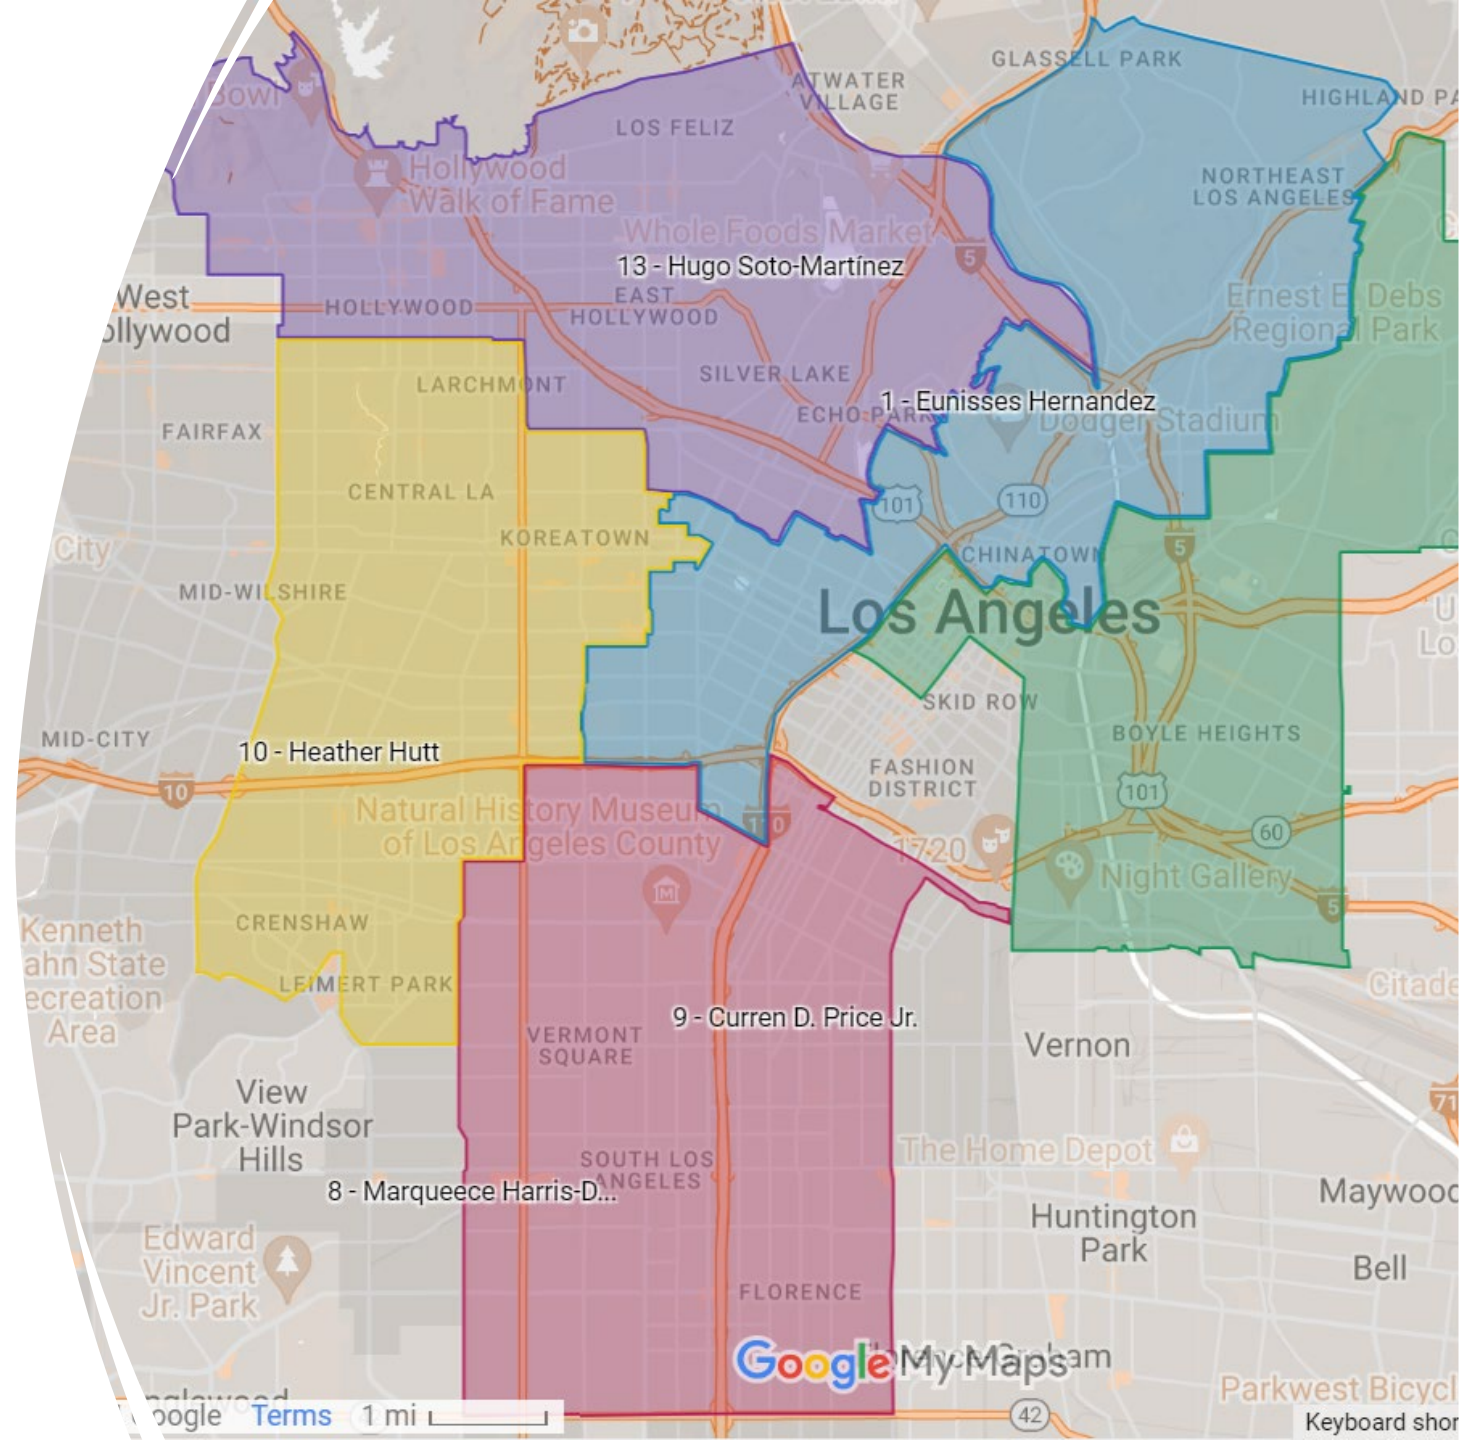 GLASSELL PARK
ATWATER
VILLAGE
Bowl
HIGHLAND PA
LOS FELIZ
Hollywood
Walk of Fame
NORTHEAST
LOS ANGELES
Whole Foods Market
5
13 - Hugo Soto-Martínez
West
ollywood
HOLLYWOOD
EAST
HOLLYWOOD
Ernest E. Debs
Regional Park
SILVER LAKE
LARCHMONT
ECHO PARK
1 - Eunisses Hernandez
Dodger Stadium
FAIRFAX
CENTRAL LA
101
110
KOREATOWN
City
CHINATOWN
5
MID-WILSHIRE
Los Angeles
U
Lo
SKID ROW
MID-CITY
10 - Heather Hutt
BOYLE HEIGHTS
FASHION
DISTRICT
10
101
Natural History Museum
of Los Angeles County
110
60
1720
Night Gallery
5
CRENSHAW
Kenneth
ahn State
ecreation
Area
LEIMERT PARK
Citade
9 - Curren D. Price Jr.
VERMONT
SQUARE
Vernon
View
Park-Windsor
Hills
71
The Home Depot
SOUTH LOS
ANGELES
8 - Marqueece Harris-D...
Maywood
Huntington
Park
Edward
Vincent
Jr. Park
Bell
FLORENCE
Google My Maps
Parkwest Bicycl
oogle
Terms
1 mi
42
Keyboard shor